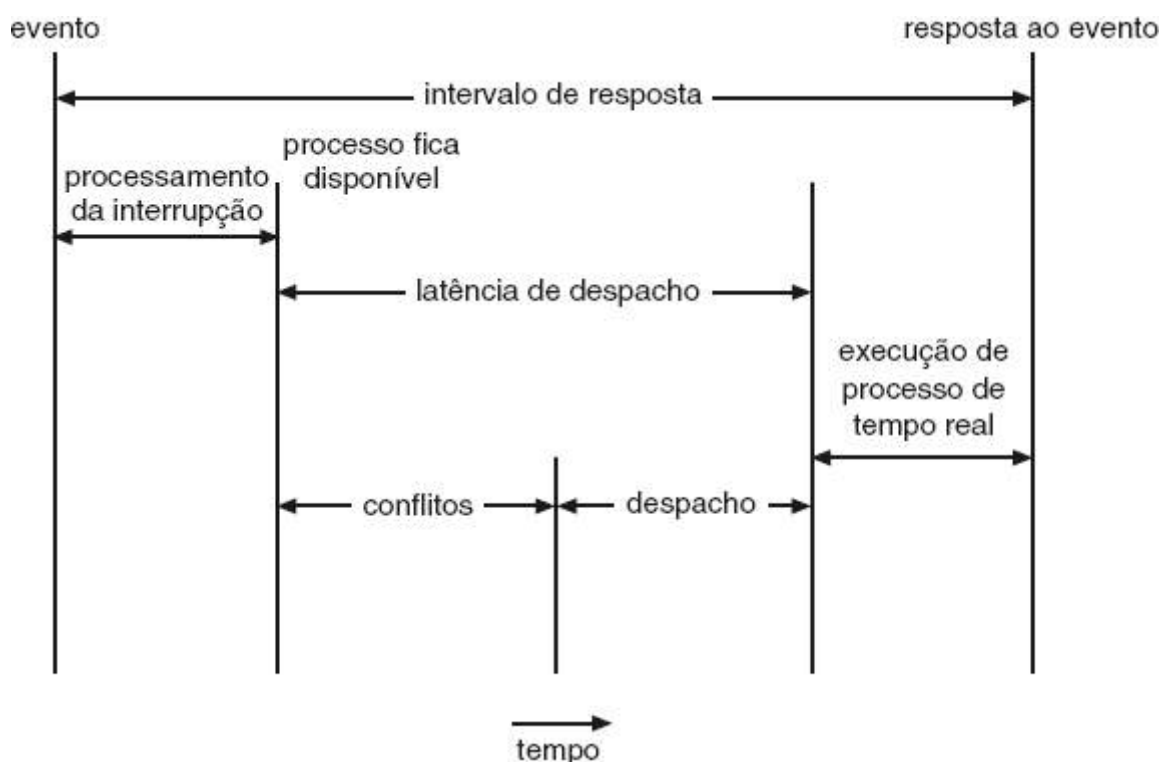 evento
resposta ao evento
intervalo de resposta
processo fica
disponível
processamento
da interrupção
latência de despacho
execução de
processo de
tempo real
conflitos
despacho
tempo